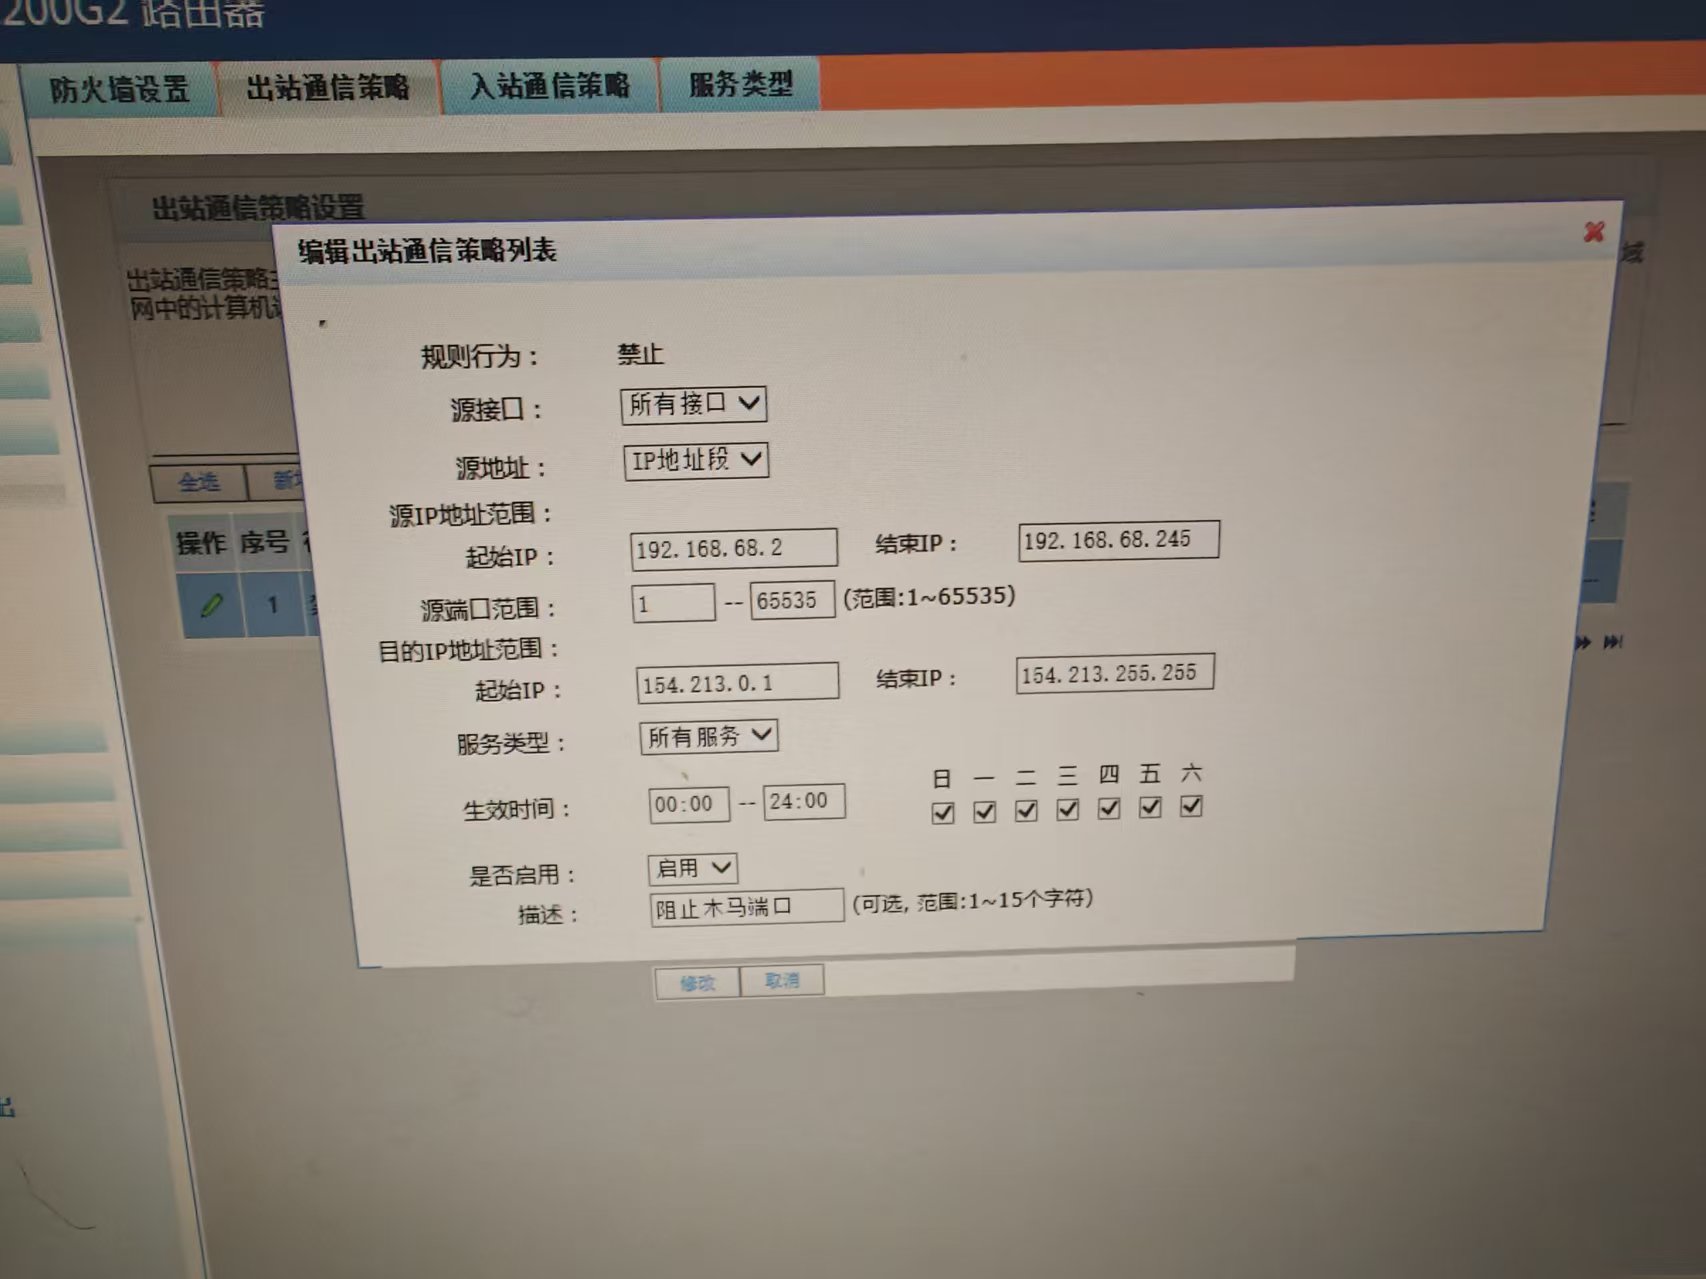 200G2 路由器
防火墙设置 出站通信策略 入站通信策略 服务类型
出站通信策略设置
编辑出站通信策略列表
出站通信策略 域
网中的计算机
规则行为： 禁止
源接口： 所有接口
源地址： IP地址段
全选 新
源IP地址范围：
操作 序号
起始IP： 192.168.68.2 结束IP： 192.168.68.245
1
源端口范围： 1 -- 65535 (范围:1~65535)
目的IP地址范围：
起始IP： 154.213.0.1 结束IP： 154.213.255.255
服务类型： 所有服务
日 一 二 三 四 五 六
生效时间： 00:00 -- 24:00
是否启用： 启用
描述： 阻止木马端口 (可选, 范围:1~15个字符)
修改 取消
出